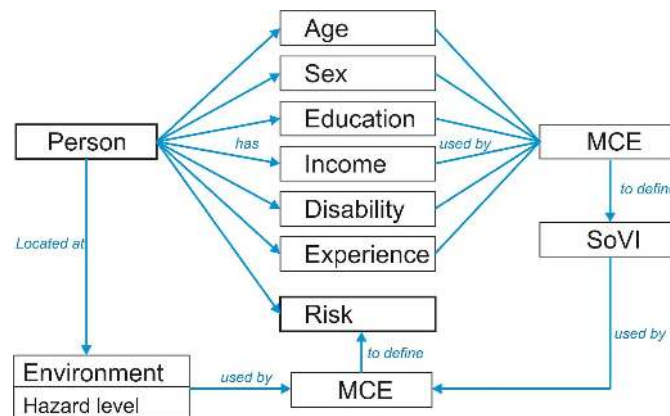 Age
Sex
Education
Income
Disability
Experience
Risk
Person
has
used by
MCE
to define
SoVI
used by
Located at
Environment
Hazard level
used by
MCE
to define